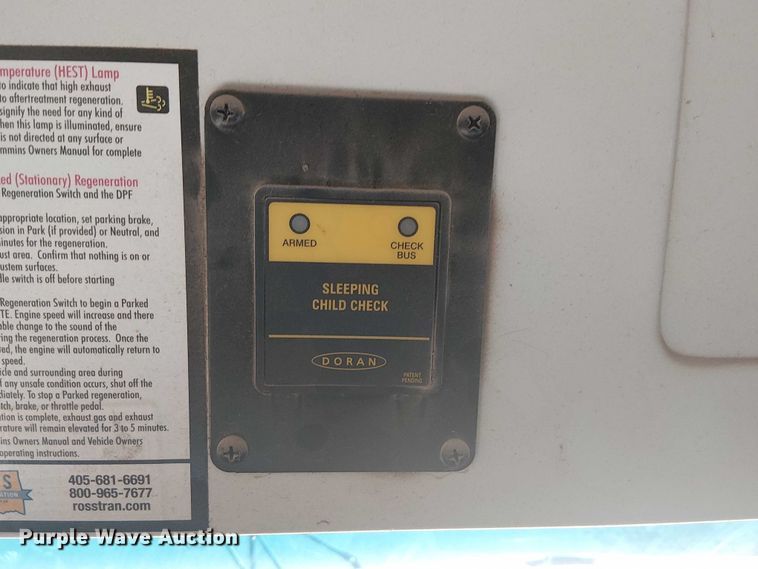 mperature (HEST) Lamp
to indicate that high exhaust
to aftertreatment regeneration.
signify the need for any kind of
hen this lamp is illuminated, ensure
is not directed at any surface or
mmins Owners Manual for complete
ed (Stationary) Regeneration
Regeneration Switch and the DPF
appropriate location, set parking brake,
sion in Park (if provided) or Neutral, and
minutes for the regeneration.
ust area. Confirm that nothing is on or
ustem surfaces.
dle switch is off before starting
Regeneration Switch to begin a Parked
TE. Engine speed will increase and there
able change to the sound of the
ring the regeneration process. Once the
sed, the engine will automatically return to
speed.
icle and surrounding area during
f any unsafe condition occurs, shut off the
diately. To stop a Parked regeneration,
tch, brake, or throttle pedal.
ation is complete, exhaust gas and exhaust
rature will remain elevated for 3 to 5 minutes.
ins Owners Manual and Vehicle Owners
operating instructions.
S
405-681-6691
800-965-7677
rosstran.com
ARMED
CHECK
BUS
SLEEPING
CHILD CHECK
DORAN
PATENT
PENDING
Purple Wave Auction